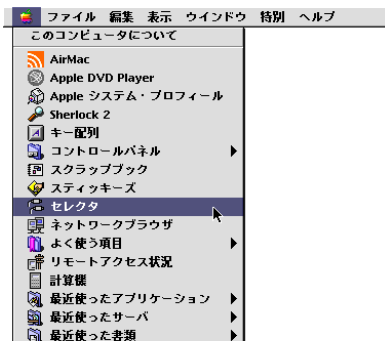 ファイル 編集 表示 ウインドウ 特別 ヘルプ
このコンピュータについて
AirMac
Apple DVD Player
Apple システム・プロフィール
Sherlock 2
キー配列
コントロールパネル
スクラップブック
スティッキーズ
セレクタ
ネットワークブラウザ
よく使う項目
リモートアクセス状況
計算機
最近使ったアプリケーション
最近使ったサーバ
最近使った書類